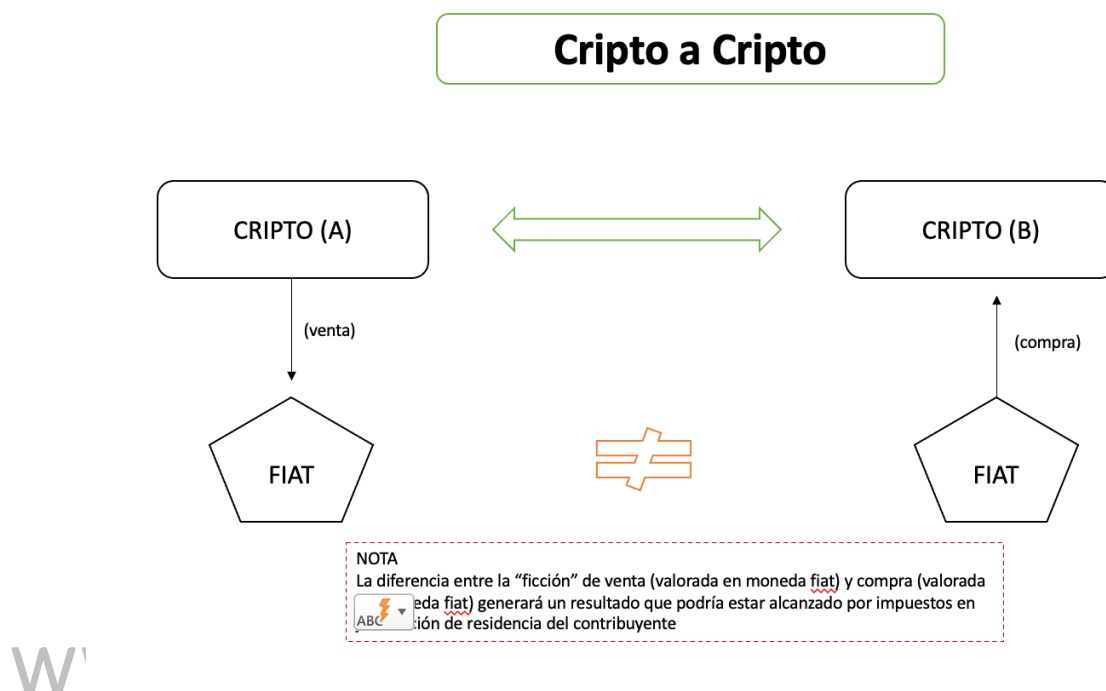 Cripto a Cripto
CRIPTO (A)
CRIPTO (B)
(venta)
(compra)
FIAT
FIAT
NOTA
La diferencia entre la “ficción” de venta (valorada en moneda fiat) y compra (valorada
fiat) generará un resultado que podría estar alcanzado por impuestos en
ABC
de residencia del contribuyente